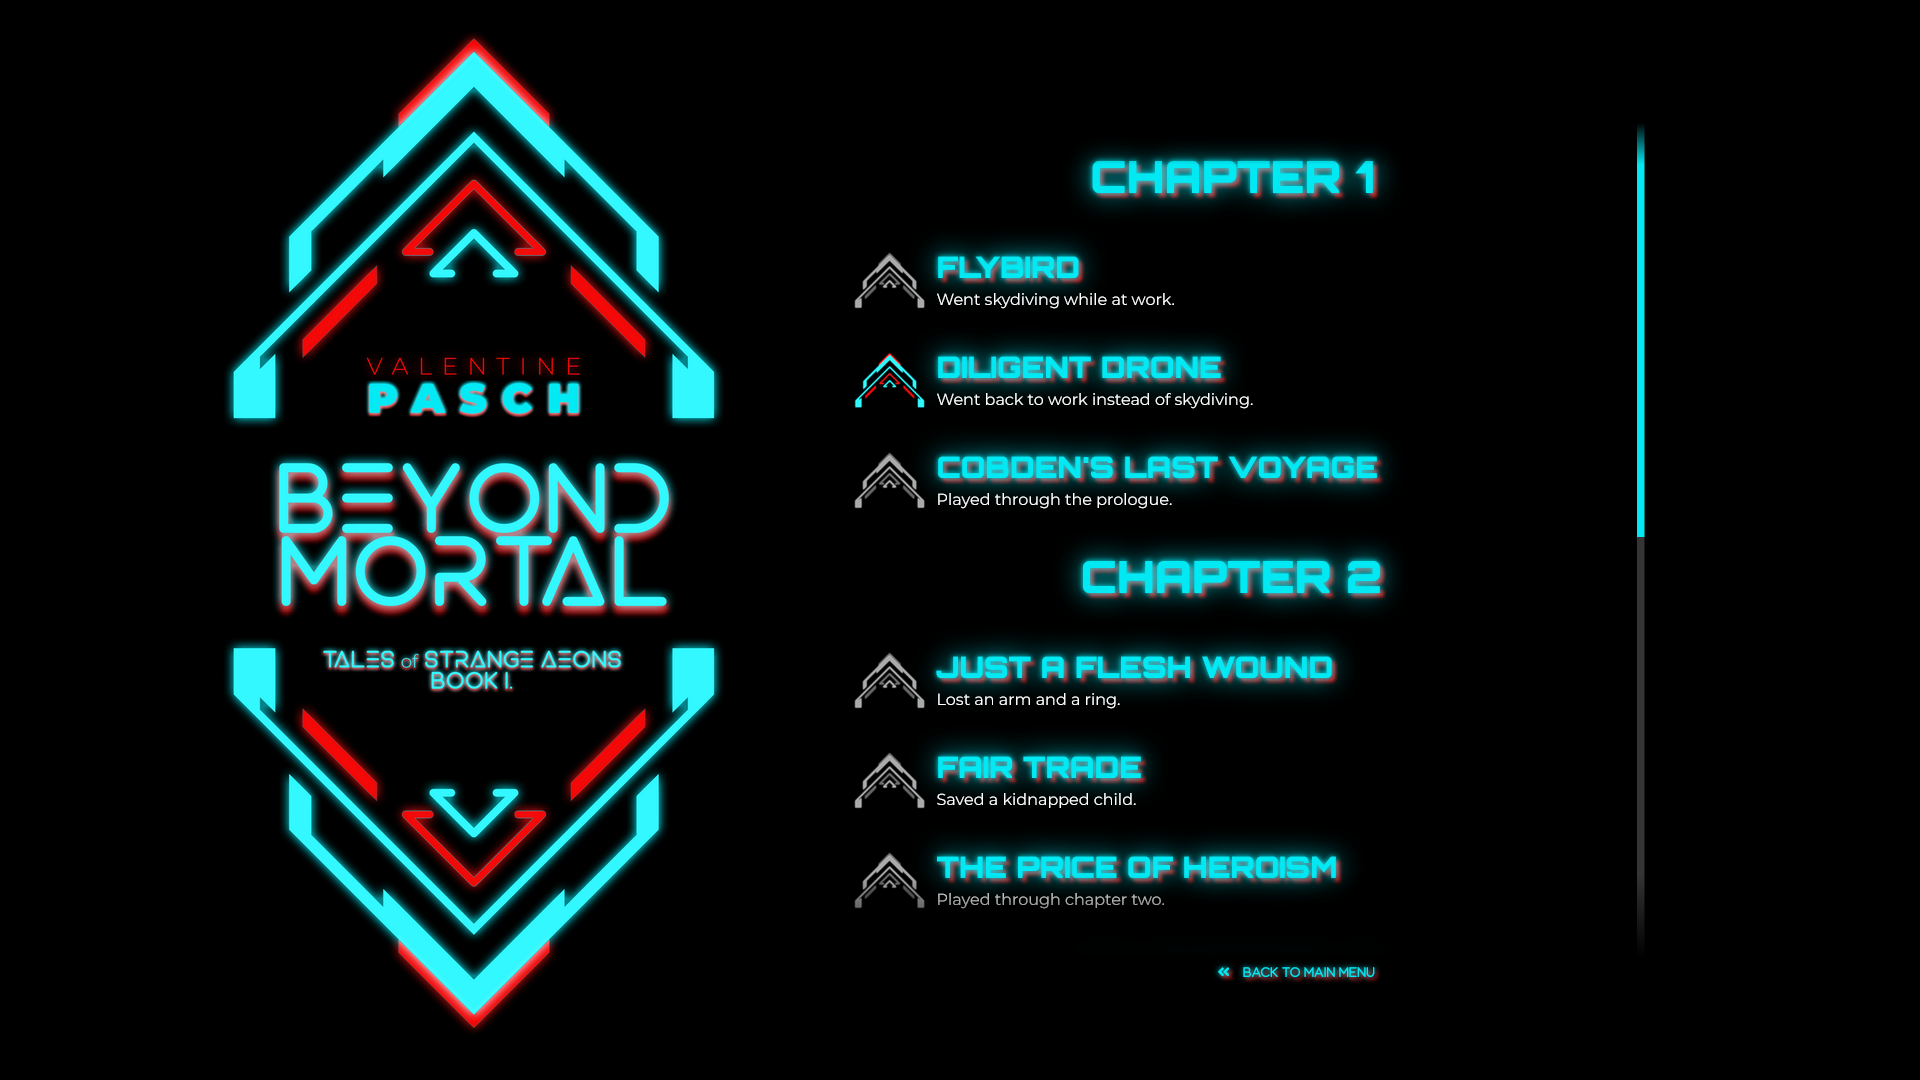 VALENTINE
PASCH
BEYOND
MORTAL
TALES of STRANGE AEONS
BOOK I.
CHAPTER 1
FLYBIRD
Went skydiving while at work.
DILIGENT DRONE
Went back to work instead of skydiving.
COBDEN'S LAST VOYAGE
Played through the prologue.
CHAPTER 2
JUST A FLESH WOUND
Lost an arm and a ring.
FAIR TRADE
Saved a kidnapped child.
THE PRICE OF HEROISM
Played through chapter two.
« BACK TO MAIN MENU